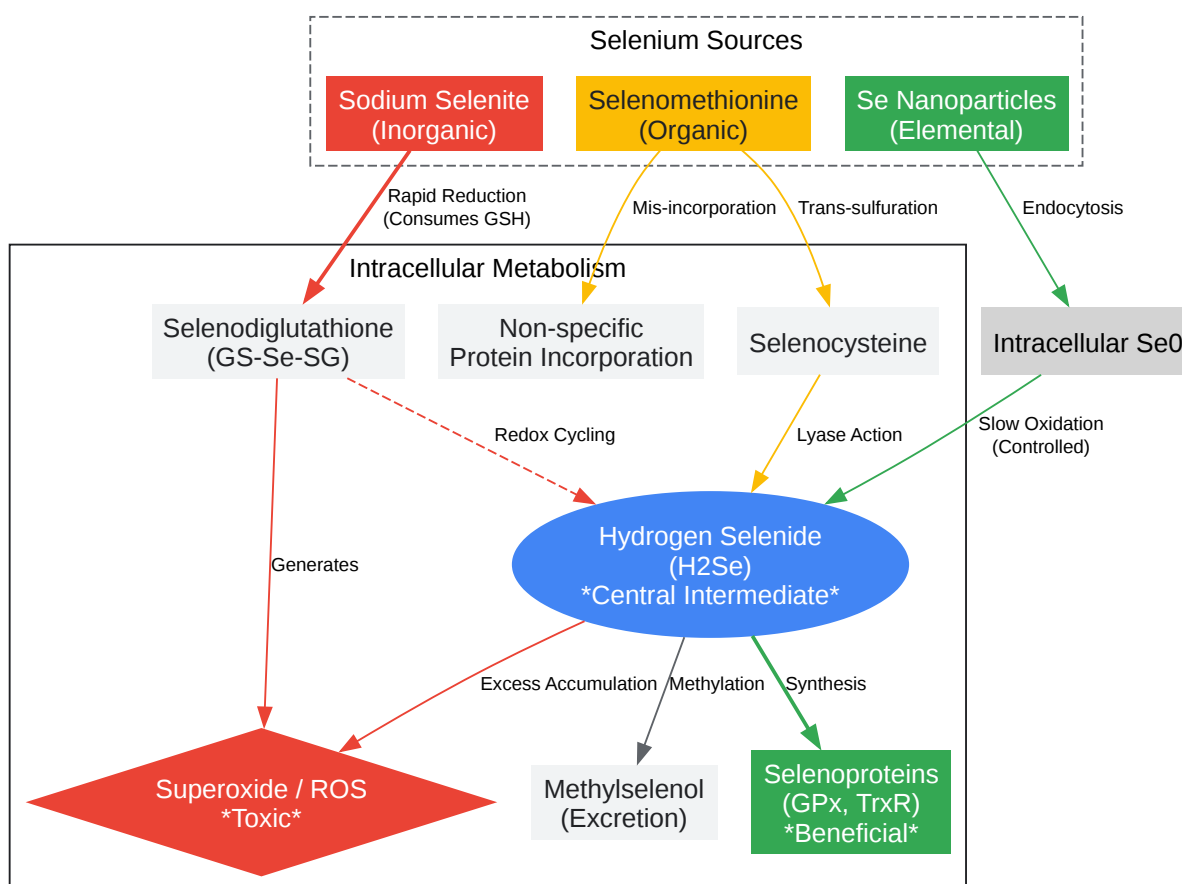 Selenium Sources
Sodium Selenite
(Inorganic)
Selenomethionine
(Organic)
Se Nanoparticles
(Elemental)
Rapid Reduction
(Consumes GSH)
Mis-incorporation
Trans-sulfuration
Endocytosis
Intracellular Metabolism
Selenodiglutathione
(GS-Se-SG)
Non-specific
Protein Incorporation
Selenocysteine
Intracellular Se0
Redox Cycling
Lyase Action
Slow Oxidation
(Controlled)
Hydrogen Selenide
(H2Se)
*Central Intermediate*
Generates
Excess Accumulation
Methylation
Synthesis
Superoxide / ROS
*Toxic*
Methylselenol
(Excretion)
Selenoproteins
(GPx, TrxR)
*Beneficial*